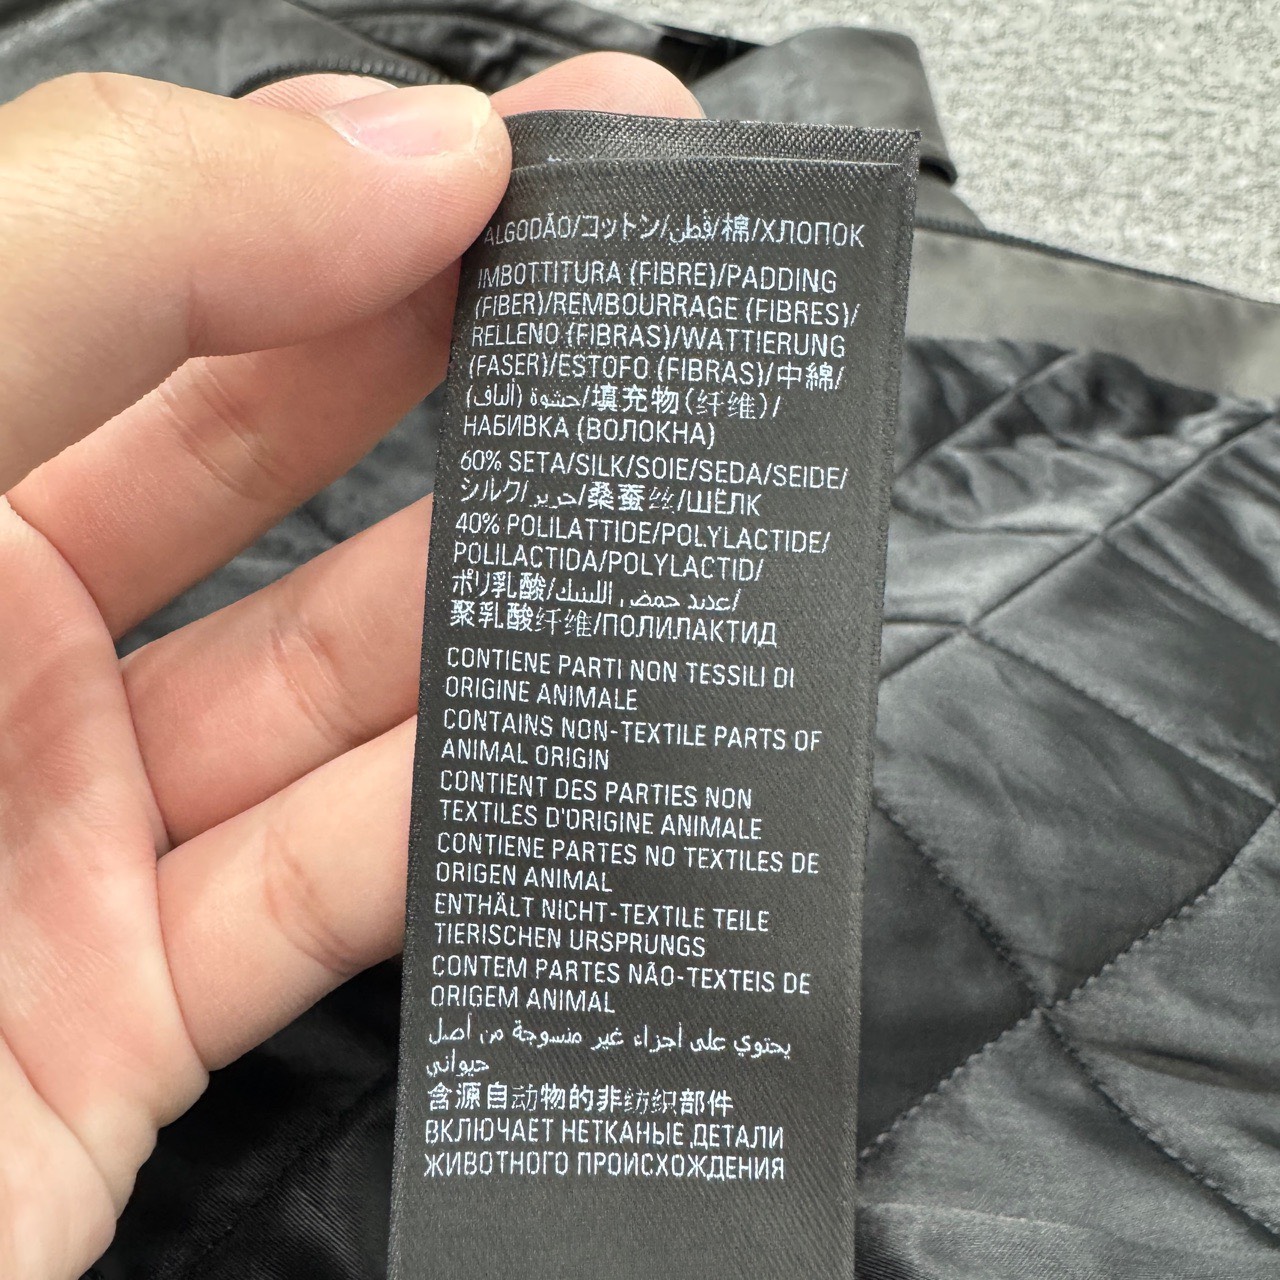 ALGODÃO/コットン/قطن/棉/ХЛОПОК
IMBOTTITURA (FIBRE)/PADDING
(FIBER)/REMBOURRAGE (FIBRES)/
RELLENO (FIBRAS)/WATTIERUNG
(FASER)/ESTOFO (FIBRAS)/中綿/
حشوة (ألياف)/填充物(纤维)/
НАБИВКА (ВОЛОКНА)
60% SETA/SILK/SOIE/SEDA/SEIDE/
シルク/حرير/桑蚕丝/ШЁЛК
40% POLILATTIDE/POLYLACTIDE/
POLILACTIDA/POLYLACTID/
ポリ乳酸/عديد حمض اللبنيك/
聚乳酸纤维/ПОЛИЛАКТИД
CONTIENE PARTI NON TESSILI DI
ORIGINE ANIMALE
CONTAINS NON-TEXTILE PARTS OF
ANIMAL ORIGIN
CONTIENT DES PARTIES NON
TEXTILES D'ORIGINE ANIMALE
CONTIENE PARTES NO TEXTILES DE
ORIGEN ANIMAL
ENTHÄLT NICHT-TEXTILE TEILE
TIERISCHEN URSPRUNGS
CONTEM PARTES NÃO-TEXTEIS DE
ORIGEM ANIMAL
يحتوي على أجزاء غير منسوجة من أصل
حيواني
含源自动物的非纺织部件
ВКЛЮЧАЕТ НЕТКАНЫЕ ДЕТАЛИ
ЖИВОТНОГО ПРОИСХОЖДЕНИЯ